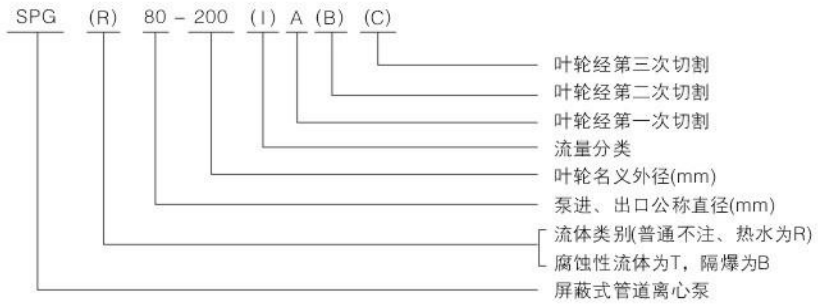 SPG (R) 80-200 (I) A (B) (C)
叶轮经第三次切割
叶轮经第二次切割
叶轮经第一次切割
流量分类
叶轮名义外径(mm)
泵进、出口公称直径(mm)
流体类别(普通不注、热水为R)
腐蚀性流体为T，隔爆为B
屏蔽式管道离心泵